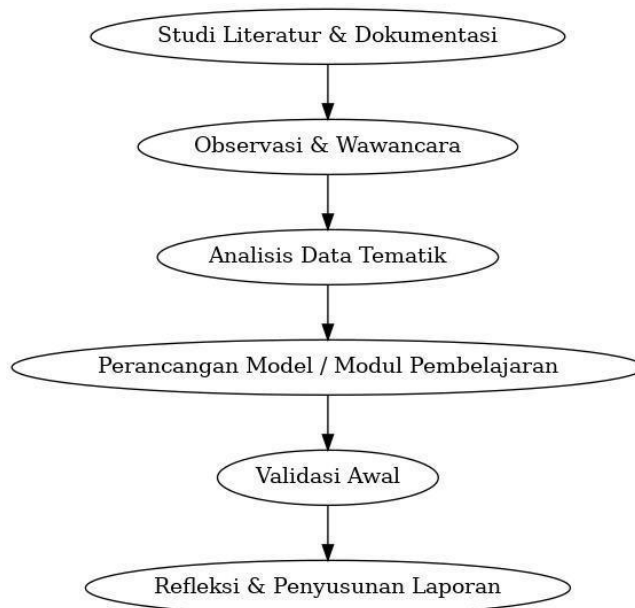 Studi Literatur & Dokumentasi
Observasi & Wawancara
Analisis Data Tematik
Perancangan Model / Modul Pembelajaran
Validasi Awal
Refleksi & Penyusunan Laporan